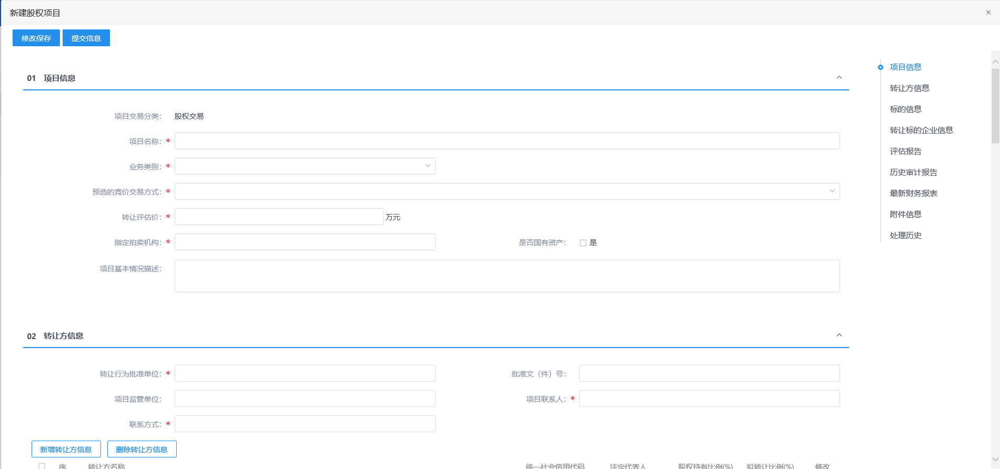 新建股权项目
修改保存 提交信息
01 项目信息
项目交易分类： 股权交易
项目名称：*
业务类别：*
预选的竟价交易方式：*
转让评估价：* 万元
指定拍卖机构：* 是否国有资产： 是
项目基本情况描述：
02 转让方信息
转让行为批准单位：* 批准文（件）号：
项目监管单位： 项目联系人：*
联系方式：*
新增转让方信息 删除转让方信息
序 转让方名称 统一社会信用代码 法定代表人 股权持有比例(%) 拟转让比例(%) 修改
项目信息
转让方信息
标的信息
转让标的企业信息
评估报告
历史审计报告
最新财务报表
附件信息
处理历史